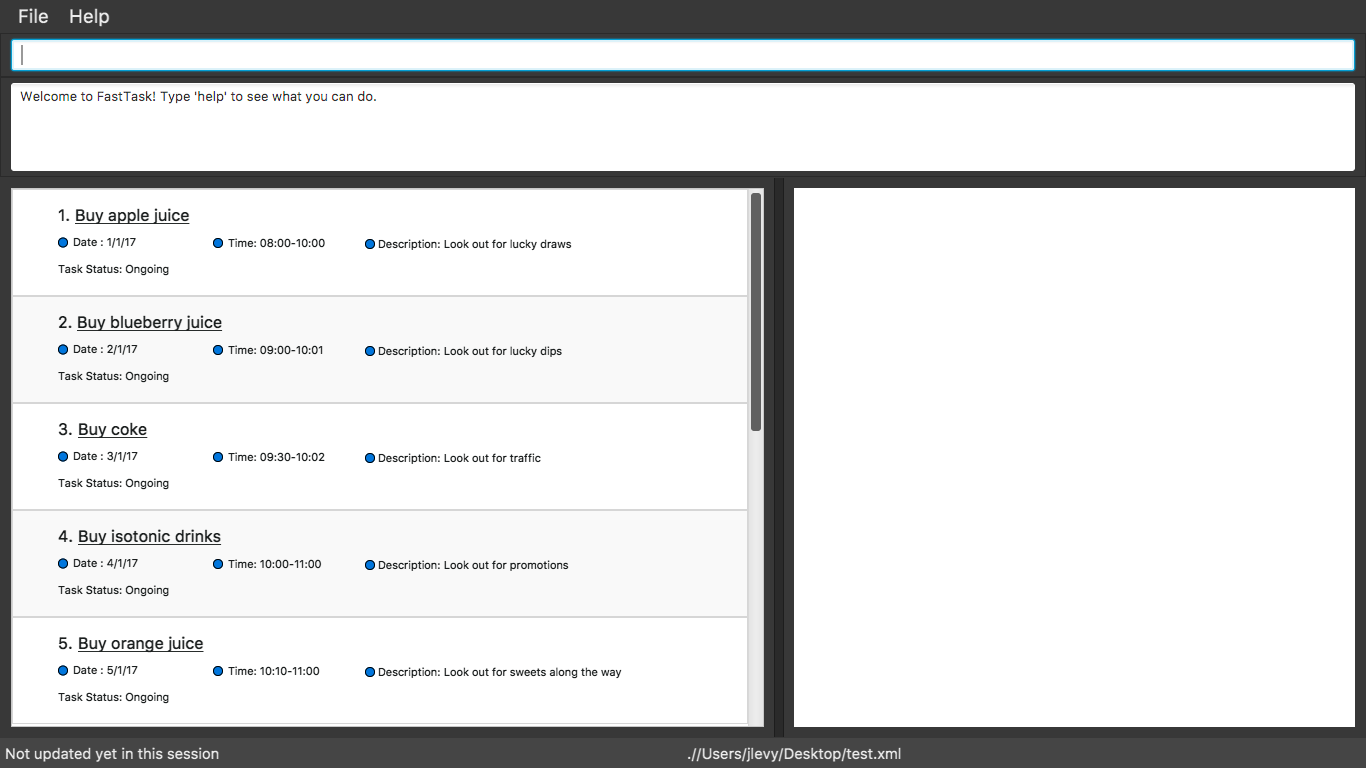 File Help
Welcome to FastTask! Type 'help' to see what you can do.
1. Buy apple juice
Date : 1/1/17 Time: 08:00-10:00 Description: Look out for lucky draws
Task Status: Ongoing
2. Buy blueberry juice
Date : 2/1/17 Time: 09:00-10:01 Description: Look out for lucky dips
Task Status: Ongoing
3. Buy coke
Date : 3/1/17 Time: 09:30-10:02 Description: Look out for traffic
Task Status: Ongoing
4. Buy isotonic drinks
Date : 4/1/17 Time: 10:00-11:00 Description: Look out for promotions
Task Status: Ongoing
5. Buy orange juice
Date : 5/1/17 Time: 10:10-11:00 Description: Look out for sweets along the way
Task Status: Ongoing
Not updated yet in this session .//Users/jlevy/Desktop/test.xml